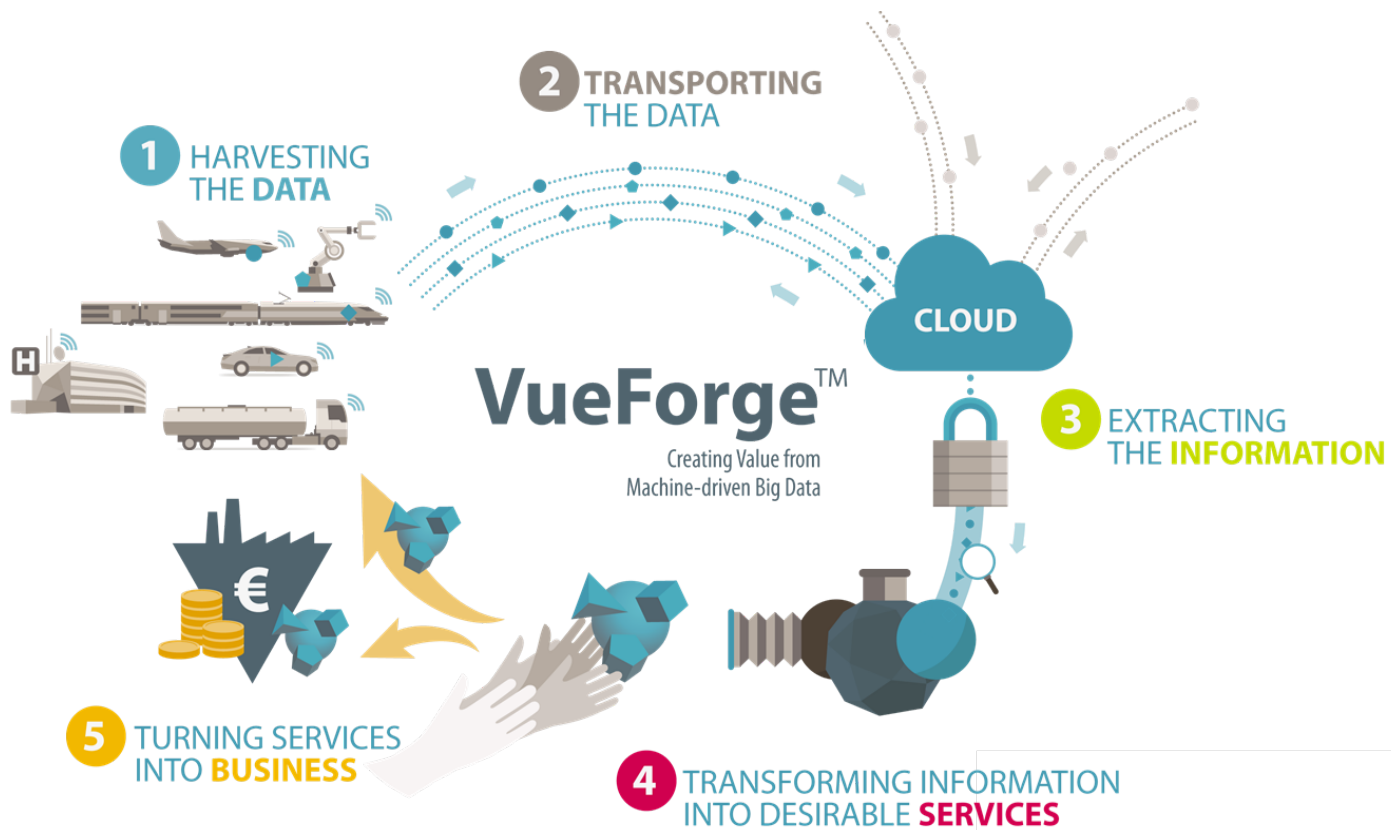 1 HARVESTING
THE DATA
2 TRANSPORTING
THE DATA
CLOUD
H
VueForge™
Creating Value from
Machine-driven Big Data
3 EXTRACTING
THE INFORMATION
€
4 TRANSFORMING INFORMATION
INTO DESIRABLE SERVICES
5 TURNING SERVICES
INTO BUSINESS